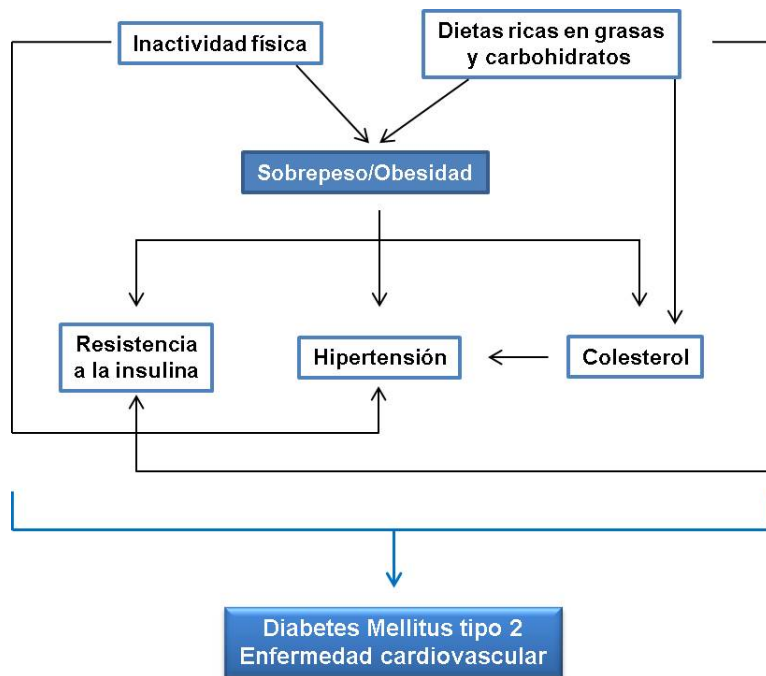 Inactividad física
Dietas ricas en grasas
y carbohidratos
Sobrepeso/Obesidad
Resistencia
a la insulina
Hipertensión
Colesterol
Diabetes Mellitus tipo 2
Enfermedad cardiovascular